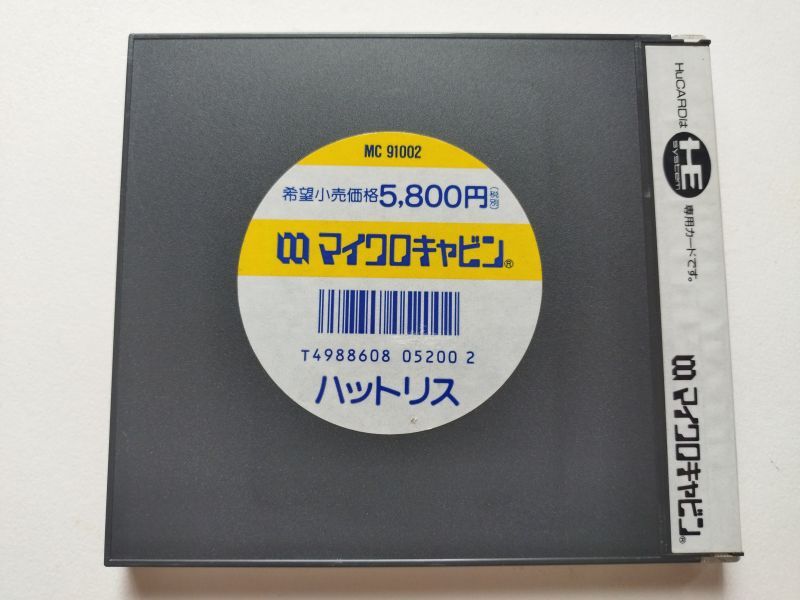 MC 91002
希望小売価格5,800円(税別)
マイクロキャビン®
T4988608 05200 2
ハットリス
HuCARDは HE system 専用カードです。
マイクロキャビン®